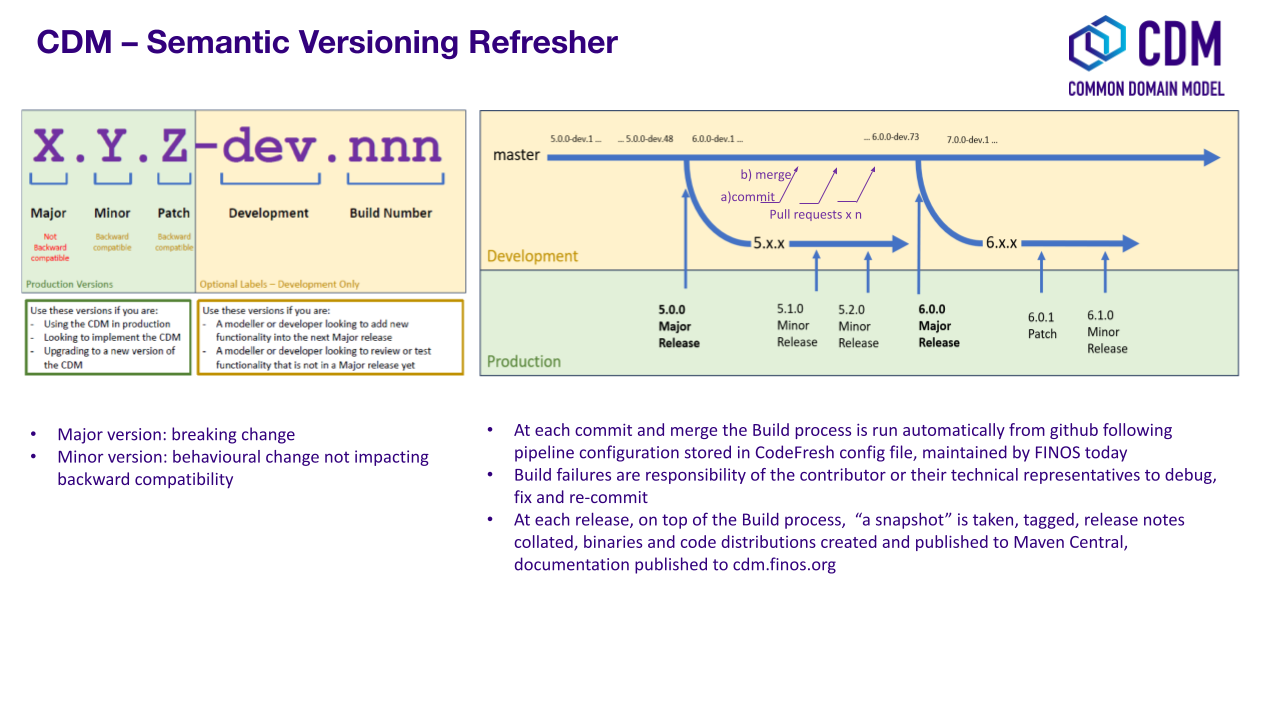 CDM – Semantic Versioning Refresher
CDM
COMMON DOMAIN MODEL
X.Y.Z-dev.nnn
Major Minor Patch Development Build Number
Not
Backward
compatible
Backward
compatible
Backward
compatible
Production Versions
Optional Labels – Development Only
Use these versions if you are:
- Using the CDM in production
- Looking to implement the CDM
- Upgrading to a new version of
the CDM
Use these versions if you are:
- A modeller or developer looking to add new
functionality into the next Major release
- A modeller or developer looking to review or test
functionality that is not in a Major release yet
5.0.0-dev.1 ... ... 5.0.0-dev.48 6.0.0-dev.1 ... ... 6.0.0-dev.73 7.0.0-dev.1 ...
master
b) merge
a)commit
Pull requests x n
5.x.x
6.x.x
Development
5.0.0
Major
Release
5.1.0
Minor
Release
5.2.0
Minor
Release
6.0.0
Major
Release
6.0.1
Patch
6.1.0
Minor
Release
Production
• Major version: breaking change
• Minor version: behavioural change not impacting
backward compatibility
• At each commit and merge the Build process is run automatically from github following
pipeline configuration stored in CodeFresh config file, maintained by FINOS today
• Build failures are responsibility of the contributor or their technical representatives to debug,
fix and re-commit
• At each release, on top of the Build process, “a snapshot” is taken, tagged, release notes
collated, binaries and code distributions created and published to Maven Central,
documentation published to cdm.finos.org